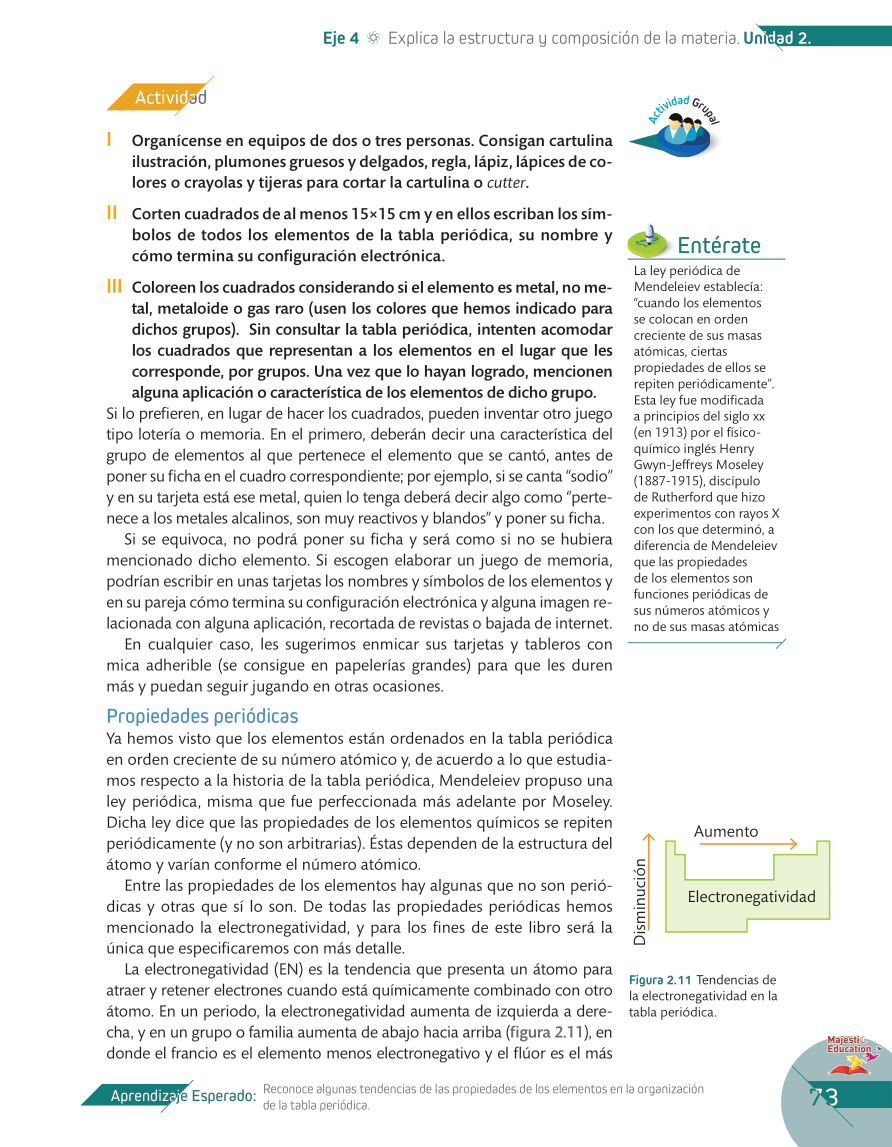 Eje 4 Explica la estructura y composición de la materia. Unidad 2.
Actividad
Actividad Grupal
I Organícense en equipos de dos o tres personas. Consigan cartulina
ilustración, plumones gruesos y delgados, regla, lápiz, lápices de co-
lores o crayolas y tijeras para cortar la cartulina o cutter.
II Corten cuadrados de al menos 15×15 cm y en ellos escriban los sím-
bolos de todos los elementos de la tabla periódica, su nombre y
cómo termina su configuración electrónica.
III Coloreen los cuadrados considerando si el elemento es metal, no me-
tal, metaloide o gas raro (usen los colores que hemos indicado para
dichos grupos). Sin consultar la tabla periódica, intenten acomodar
los cuadrados que representan a los elementos en el lugar que les
corresponde, por grupos. Una vez que lo hayan logrado, mencionen
alguna aplicación o característica de los elementos de dicho grupo.
Si lo prefieren, en lugar de hacer los cuadrados, pueden inventar otro juego
tipo lotería o memoria. En el primero, deberán decir una característica del
grupo de elementos al que pertenece el elemento que se cantó, antes de
poner su ficha en el cuadro correspondiente; por ejemplo, si se canta "sodio"
y en su tarjeta está ese metal, quien lo tenga deberá decir algo como "perte-
nece a los metales alcalinos, son muy reactivos y blandos" y poner su ficha.
Si se equivoca, no podrá poner su ficha y será como si no se hubiera
mencionado dicho elemento. Si escogen elaborar un juego de memoria,
podrían escribir en unas tarjetas los nombres y símbolos de los elementos y
en su pareja cómo termina su configuración electrónica y alguna imagen re-
lacionada con alguna aplicación, recortada de revistas o bajada de internet.
En cualquier caso, les sugerimos enmicar sus tarjetas y tableros con
mica adherible (se consigue en papelerías grandes) para que les duren
más y puedan seguir jugando en otras ocasiones.
Propiedades periódicas
Ya hemos visto que los elementos están ordenados en la tabla periódica
en orden creciente de su número atómico y, de acuerdo a lo que estudia-
mos respecto a la historia de la tabla periódica, Mendeleiev propuso una
ley periódica, misma que fue perfeccionada más adelante por Moseley.
Dicha ley dice que las propiedades de los elementos químicos se repiten
periódicamente (y no son arbitrarias). Éstas dependen de la estructura del
átomo y varían conforme el número atómico.
Entre las propiedades de los elementos hay algunas que no son perió-
dicas y otras que sí lo son. De todas las propiedades periódicas hemos
mencionado la electronegatividad, y para los fines de este libro será la
única que especificaremos con más detalle.
La electronegatividad (EN) es la tendencia que presenta un átomo para
atraer y retener electrones cuando está químicamente combinado con otro
átomo. En un periodo, la electronegatividad aumenta de izquierda a dere-
cha, y en un grupo o familia aumenta de abajo hacia arriba (figura 2.11), en
donde el francio es el elemento menos electronegativo y el flúor es el más
Entérate
La ley periódica de
Mendeleiev establecía:
"cuando los elementos
se colocan en orden
creciente de sus masas
atómicas, ciertas
propiedades de ellos se
repiten periódicamente".
Esta ley fue modificada
a principios del siglo xx
(en 1913) por el físico-
químico inglés Henry
Gwyn-Jeffreys Moseley
(1887-1915), discípulo
de Rutherford que hizo
experimentos con rayos X
con los que determinó, a
diferencia de Mendeleiev
que las propiedades
de los elementos son
funciones periódicas de
sus números atómicos y
no de sus masas atómicas
Aumento
Disminución
Electronegatividad
Figura 2.11 Tendencias de
la electronegatividad en la
tabla periódica.
Majestic
Education
Aprendizaje Esperado: Reconoce algunas tendencias de las propiedades de los elementos en la organización
de la tabla periódica.
73